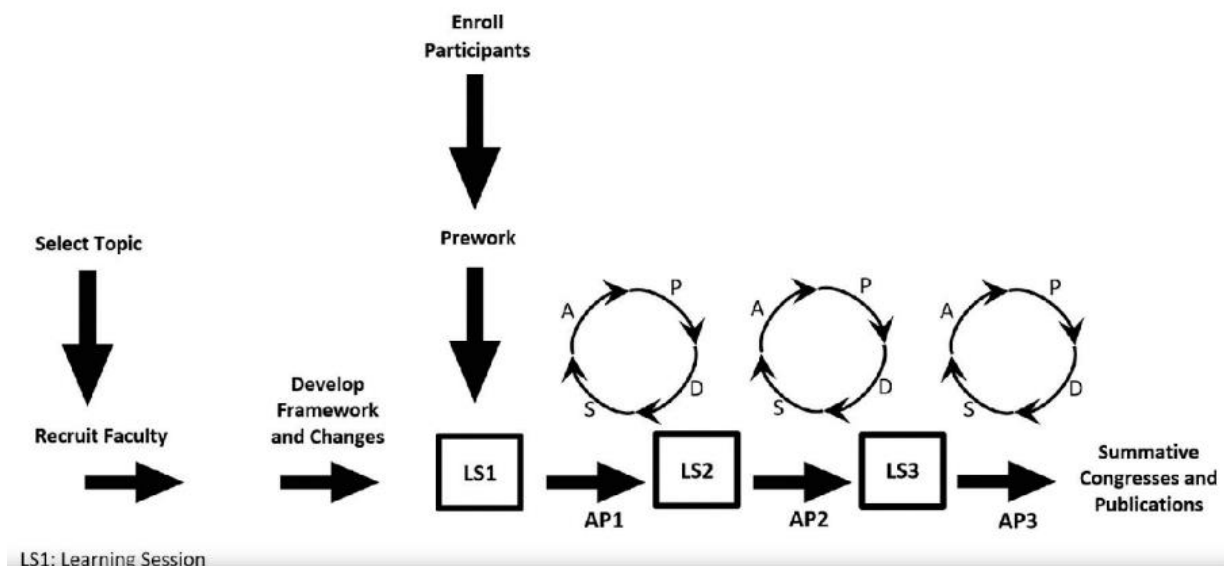 Enroll
Participants
Prework
Select Topic
Recruit Faculty
Develop
Framework
and Changes
A
P
D
S
A
P
D
S
A
P
D
S
LS1
LS2
LS3
AP1
AP2
AP3
Summative
Congresses and
Publications
LS1: Learning Session